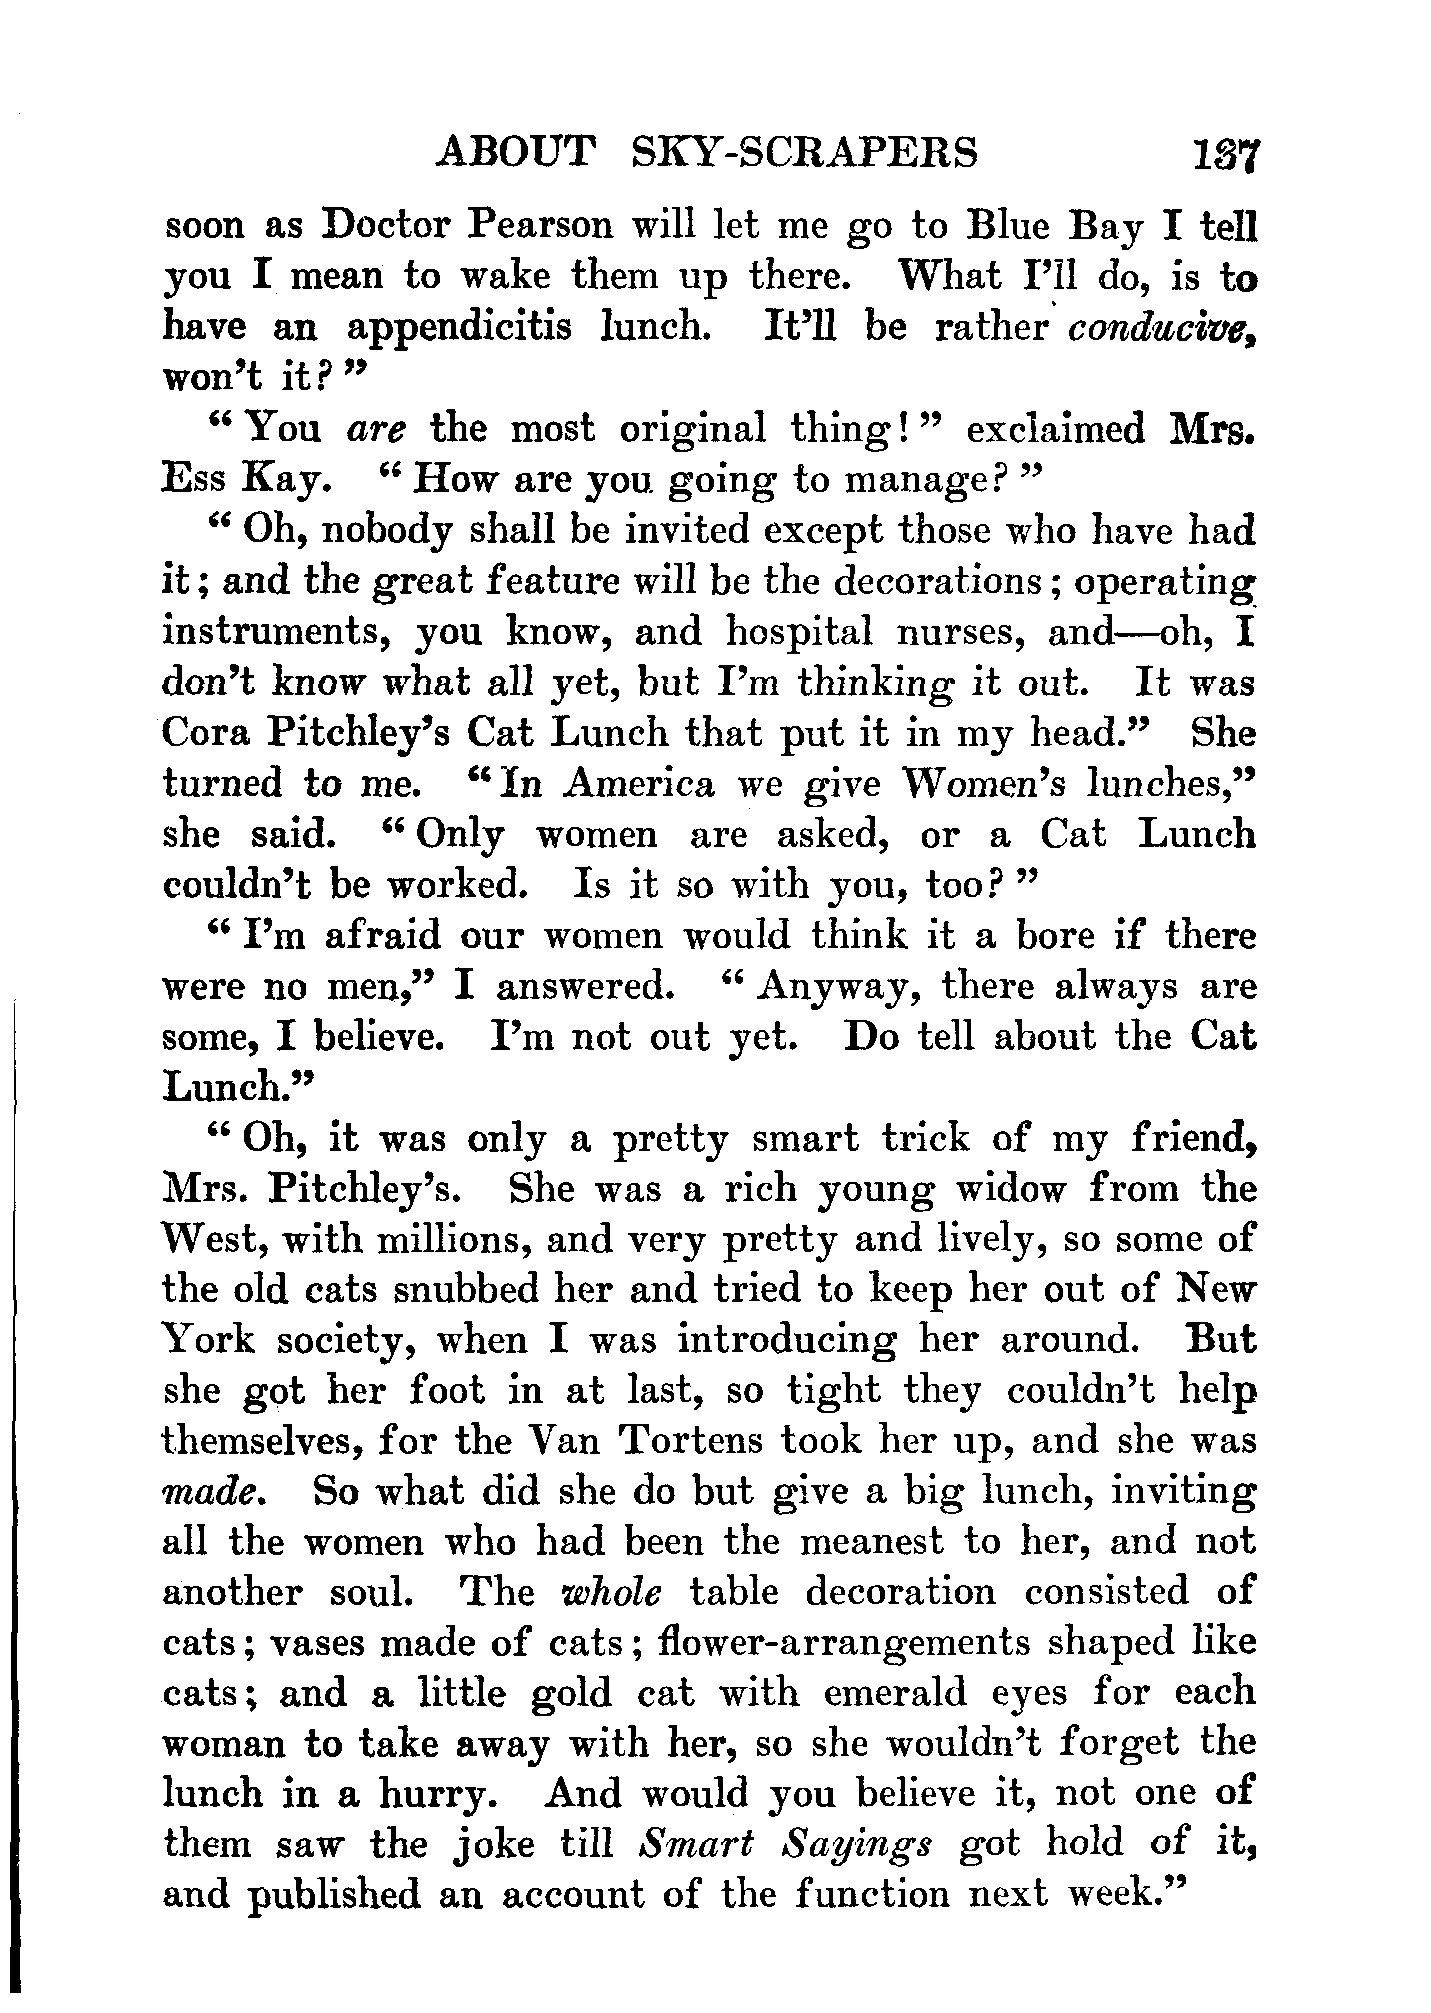 ABOUT SKY-SCRAPERS 137
soon as Doctor Pearson will let me go to Blue Bay I tell
you I mean to wake them up there. What I'll do, is to
have an appendicitis lunch. It'll be rather conducive,
won't it?"
"You are the most original thing!" exclaimed Mrs.
Ess Kay. "How are you going to manage?"
"Oh, nobody shall be invited except those who have had
it; and the great feature will be the decorations; operating
instruments, you know, and hospital nurses, and—oh, I
don't know what all yet, but I'm thinking it out. It was
Cora Pitchley's Cat Lunch that put it in my head." She
turned to me. "In America we give Women's lunches,"
she said. "Only women are asked, or a Cat Lunch
couldn't be worked. Is it so with you, too?"
"I'm afraid our women would think it a bore if there
were no men," I answered. "Anyway, there always are
some, I believe. I'm not out yet. Do tell about the Cat
Lunch."
"Oh, it was only a pretty smart trick of my friend,
Mrs. Pitchley's. She was a rich young widow from the
West, with millions, and very pretty and lively, so some of
the old cats snubbed her and tried to keep her out of New
York society, when I was introducing her around. But
she got her foot in at last, so tight they couldn't help
themselves, for the Van Tortens took her up, and she was
made. So what did she do but give a big lunch, inviting
all the women who had been the meanest to her, and not
another soul. The whole table decoration consisted of
cats; vases made of cats; flower-arrangements shaped like
cats; and a little gold cat with emerald eyes for each
woman to take away with her, so she wouldn't forget the
lunch in a hurry. And would you believe it, not one of
them saw the joke till Smart Sayings got hold of it,
and published an account of the function next week."